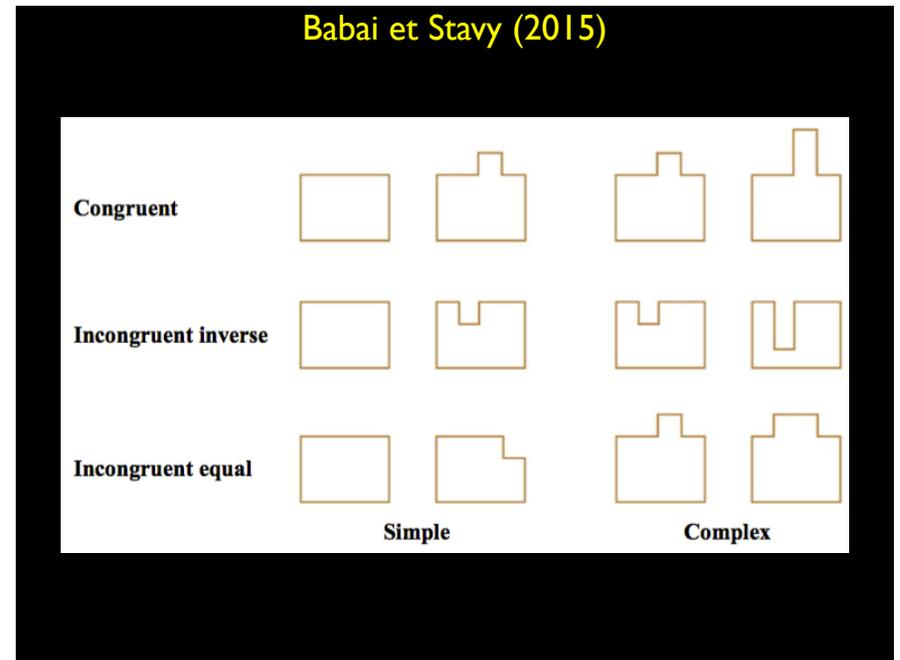 Babai et Stavy (2015)
Congruent
Incongruent inverse
Incongruent equal
Simple
Complex